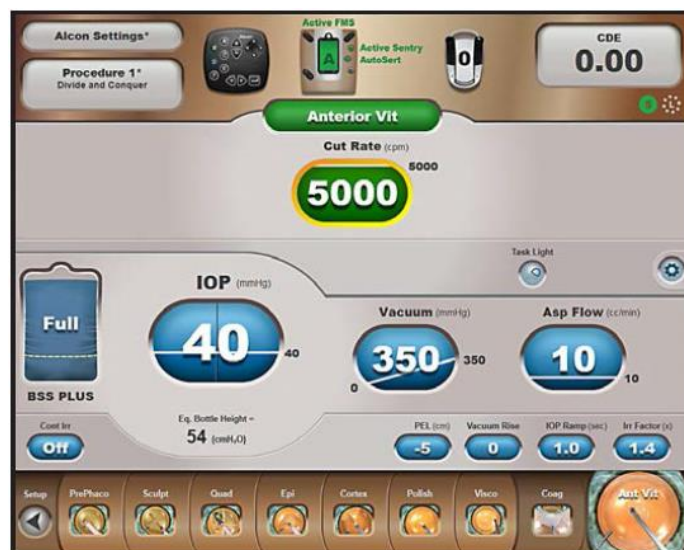 Alcon Settings*
Procedure 1*
Divide and Conquer
Active FMS
A
Active Sentry
AutoSert
0
CDE
0.00
S
Anterior Vit
Cut Rate (cpm)
5000
5000
Task Light
Full
BSS PLUS
IOP (mmHg)
40
40
Vacuum (mmHg)
350
350
0
Asp Flow (cc/min)
10
10
Eq. Bottle Height ~
54 (cmH₂O)
Cont Irr
Off
PEL (cm)
-5
Vacuum Rise
0
IOP Ramp (sec)
1.0
Irr Factor (x)
1.4
Setup
PrePhaco
Sculpt
Quad
Epi
Cortex
Polish
Visco
Coag
Ant Vit